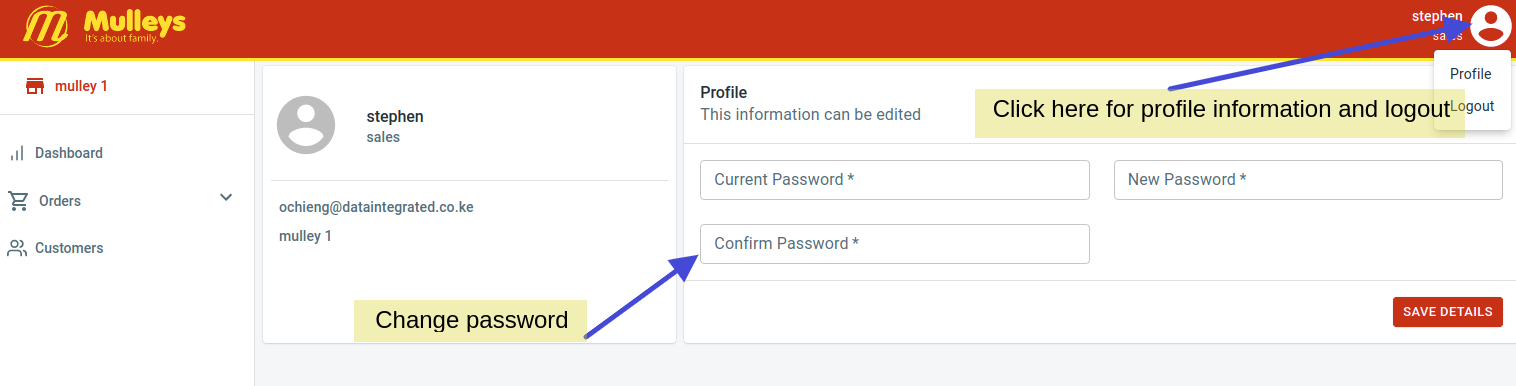 Mulleys
It's about family.
stephen
sales
mulley 1
Dashboard
Orders
Customers
stephen
sales
ochieng@dataintegrated.co.ke
mulley 1
Change password
Profile
This information can be edited
Click here for profile information and logout
Profile
Logout
Current Password *
New Password *
Confirm Password *
SAVE DETAILS